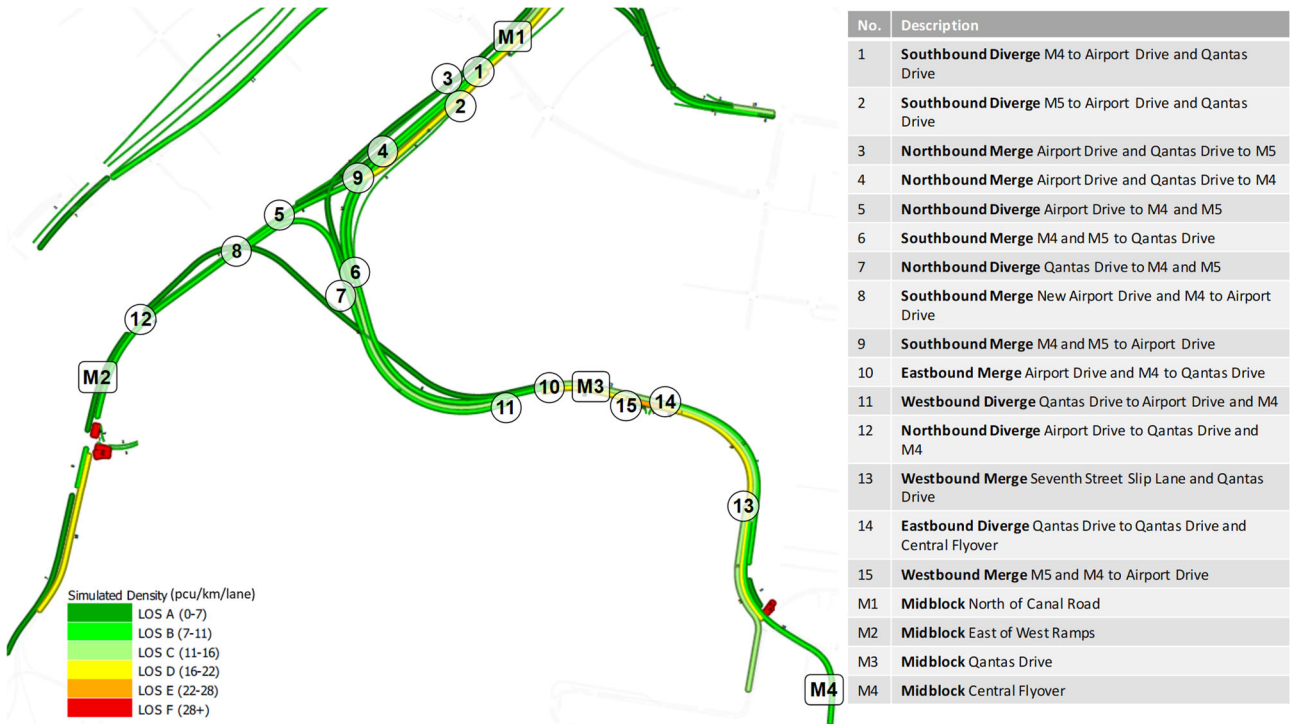 M1
1
3
2
4
9
5
8
6
7
12
M2
10
M3
11
15
14
13
M4
Simulated Density (pcu/km/lane)
LOS A (0-7)
LOS B (7-11)
LOS C (11-16)
LOS D (16-22)
LOS E (22-28)
LOS F (28+)
No. Description
1 Southbound Diverge M4 to Airport Drive and Qantas
Drive
2 Southbound Diverge M5 to Airport Drive and Qantas
Drive
3 Northbound Merge Airport Drive and Qantas Drive to M5
4 Northbound Merge Airport Drive and Qantas Drive to M4
5 Northbound Diverge Airport Drive to M4 and M5
6 Southbound Merge M4 and M5 to Qantas Drive
7 Northbound Diverge Qantas Drive to M4 and M5
8 Southbound Merge New Airport Drive and M4 to Airport
Drive
9 Southbound Merge M4 and M5 to Airport Drive
10 Eastbound Merge Airport Drive and M4 to Qantas Drive
11 Westbound Diverge Qantas Drive to Airport Drive and M4
12 Northbound Diverge Airport Drive to Qantas Drive and
M4
13 Westbound Merge Seventh Street Slip Lane and Qantas
Drive
14 Eastbound Diverge Qantas Drive to Qantas Drive and
Central Flyover
15 Westbound Merge M5 and M4 to Airport Drive
M1 Midblock North of Canal Road
M2 Midblock East of West Ramps
M3 Midblock Qantas Drive
M4 Midblock Central Flyover